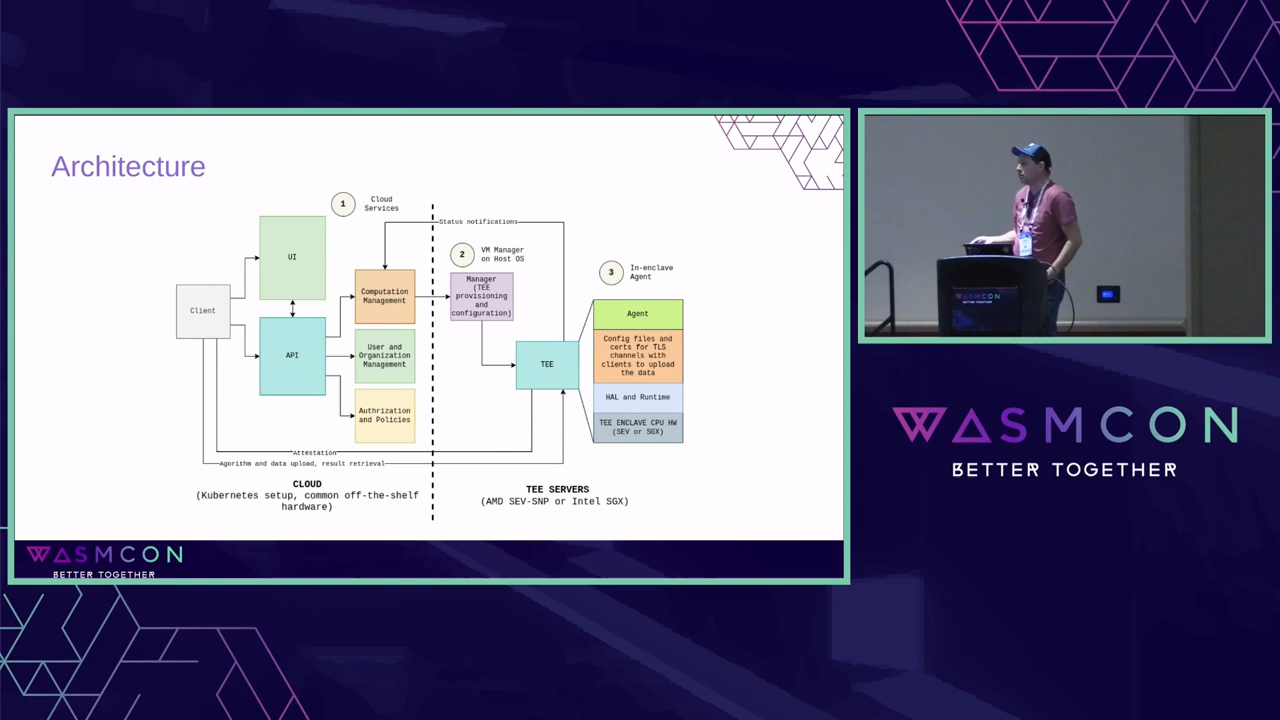 Architecture
1
Cloud
Services
Status notifications
UI
2
VM Manager
on Host OS
3
In-enclave
Agent
Client
Computation
Management
Manager
(TEE
provisioning
and
configuration)
Agent
API
User and
Organization
Management
TEE
Config files and
certs for TLS
channels with
clients to upload
the data
HAL and Runtime
Authrization
and Policies
TEE ENCLAVE CPU HW
(SEV or SGX)
Attestation
Agorithm and data upload, result retrieval
CLOUD
(Kubernetes setup, common off-the-shelf
hardware)
TEE SERVERS
(AMD SEV-SNP or Intel SGX)
WASMCON
BETTER TOGETHER
WASMCON
BETTER TOGETHER
WASMCON
BETTER TOGETHER